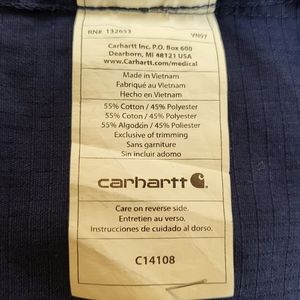 RN# 132693 VN97
Carhartt Inc. P.O. Box 600
Dearborn, MI 48121 USA
www.Carhartt.com/medical
Made in Vietnam
Fabriqué au Vietnam
Hecho en Vietnam
55% Cotton / 45% Polyester
55% Cotton / 45% Polyester
55% Algodón / 45% Polyester
Exclusive of trimming
Sans garniture
Sin incluir adorno
carhartt
Care on reverse side.
Entretien au verso.
Instrucciones de cuidado al dorso.
C14108